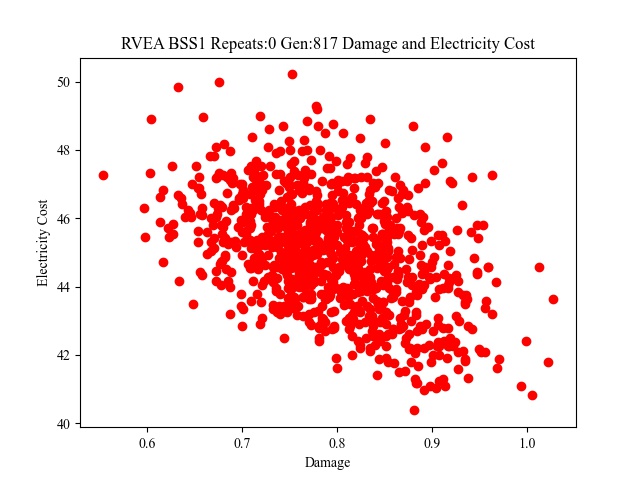 RVEA BSS1 Repeats:0 Gen:817 Damage and Electricity Cost
50
48
46
44
42
40
Electricity Cost
0.6 0.7 0.8 0.9 1.0
Damage